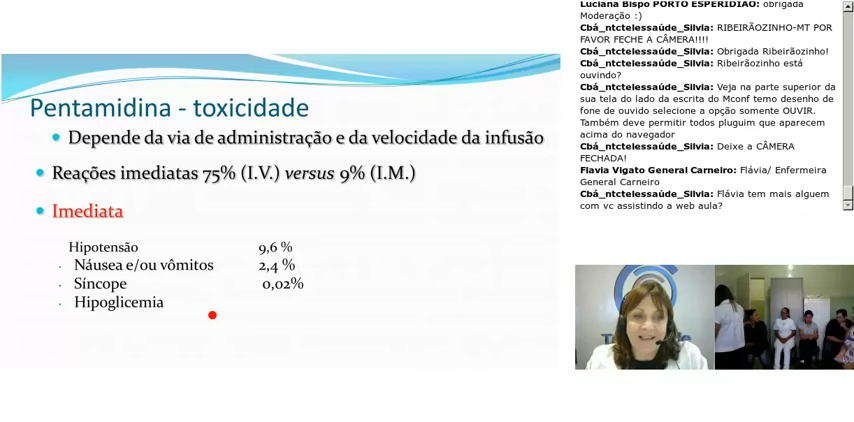 Pentamidina - toxicidade
Depende da via de administração e da velocidade da infusão
Reações imediatas 75% (I.V.) versus 9% (I.M.)
Imediata
Hipotensão 9,6 %
Náusea e/ou vômitos 2,4 %
Síncope 0,02%
Hipoglicemia
Luciana Bispo PORTO ESPERIDIÃO: obrigada
Moderação :)
Cbá_ntctelessaúde_Silvia: RIBEIRÃOZINHO-MT POR
FAVOR FECHE A CÂMERA!!!!
Cbá_ntctelessaúde_Silvia: Obrigada Ribeirãozinho!
Cbá_ntctelessaúde_Silvia: Ribeirãozinho está
ouvindo?
Cbá_ntctelessaúde_Silvia: Veja na parte superior da
sua tela do lado da escrita do Mconf temo desenho de
fone de ouvido selecione a opção somente OUVIR.
Também deve permitir todos pluguim que aparecem
acima do navegador
Cbá_ntctelessaúde_Silvia: Deixe a CÂMERA
FECHADA!
Flavia Vigato General Carneiro: Flávia/ Enfermeira
General Carneiro
Cbá_ntctelessaúde_Silvia: Flávia tem mais alguem
com vc assistindo a web aula?